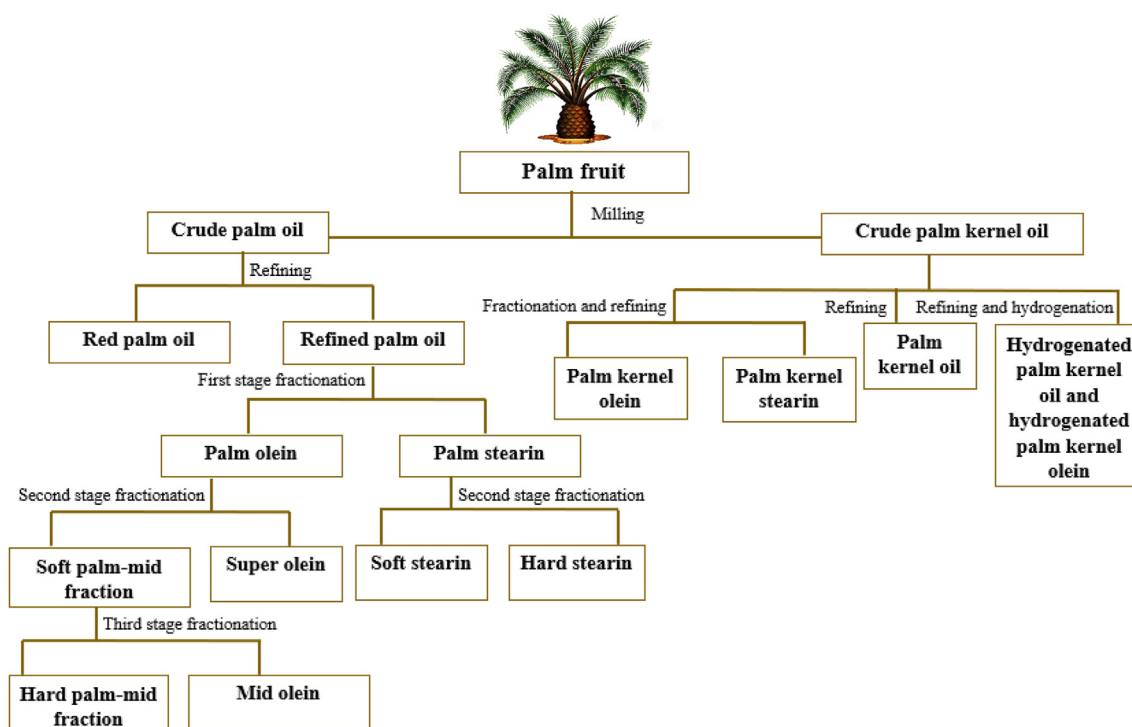 Palm fruit
Milling
Crude palm oil
Crude palm kernel oil
Refining
Fractionation and refining
Refining
Refining and hydrogenation
Red palm oil
Refined palm oil
Palm kernel
olein
Palm kernel
stearin
Palm
kernel oil
Hydrogenated
palm kernel
oil and
hydrogenated
palm kernel
olein
First stage fractionation
Palm olein
Palm stearin
Second stage fractionation
Second stage fractionation
Soft palm-mid
fraction
Super olein
Soft stearin
Hard stearin
Third stage fractionation
Hard palm-mid
fraction
Mid olein